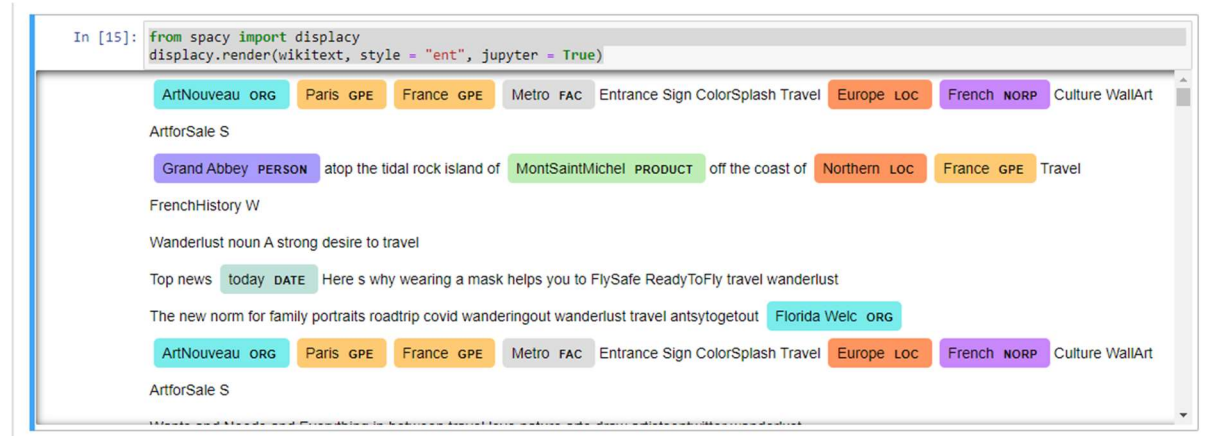 In [15]: from spacy import displacy
displacy.render(wikitext, style = "ent", jupyter = True)
ArtNouveau ORG Paris GPE France GPE Metro FAC Entrance Sign ColorSplash Travel Europe LOC French NORP Culture WallArt
ArtforSale S
Grand Abbey PERSON atop the tidal rock island of MontSaintMichel PRODUCT off the coast of Northern LOC France GPE Travel
FrenchHistory W
Wanderlust noun A strong desire to travel
Top news today DATE Here s why wearing a mask helps you to FlySafe ReadyToFly travel wanderlust
The new norm for family portraits roadtrip covid wanderingout wanderlust travel antsytogetout Florida Welc ORG
ArtNouveau ORG Paris GPE France GPE Metro FAC Entrance Sign ColorSplash Travel Europe LOC French NORP Culture WallArt
ArtforSale S